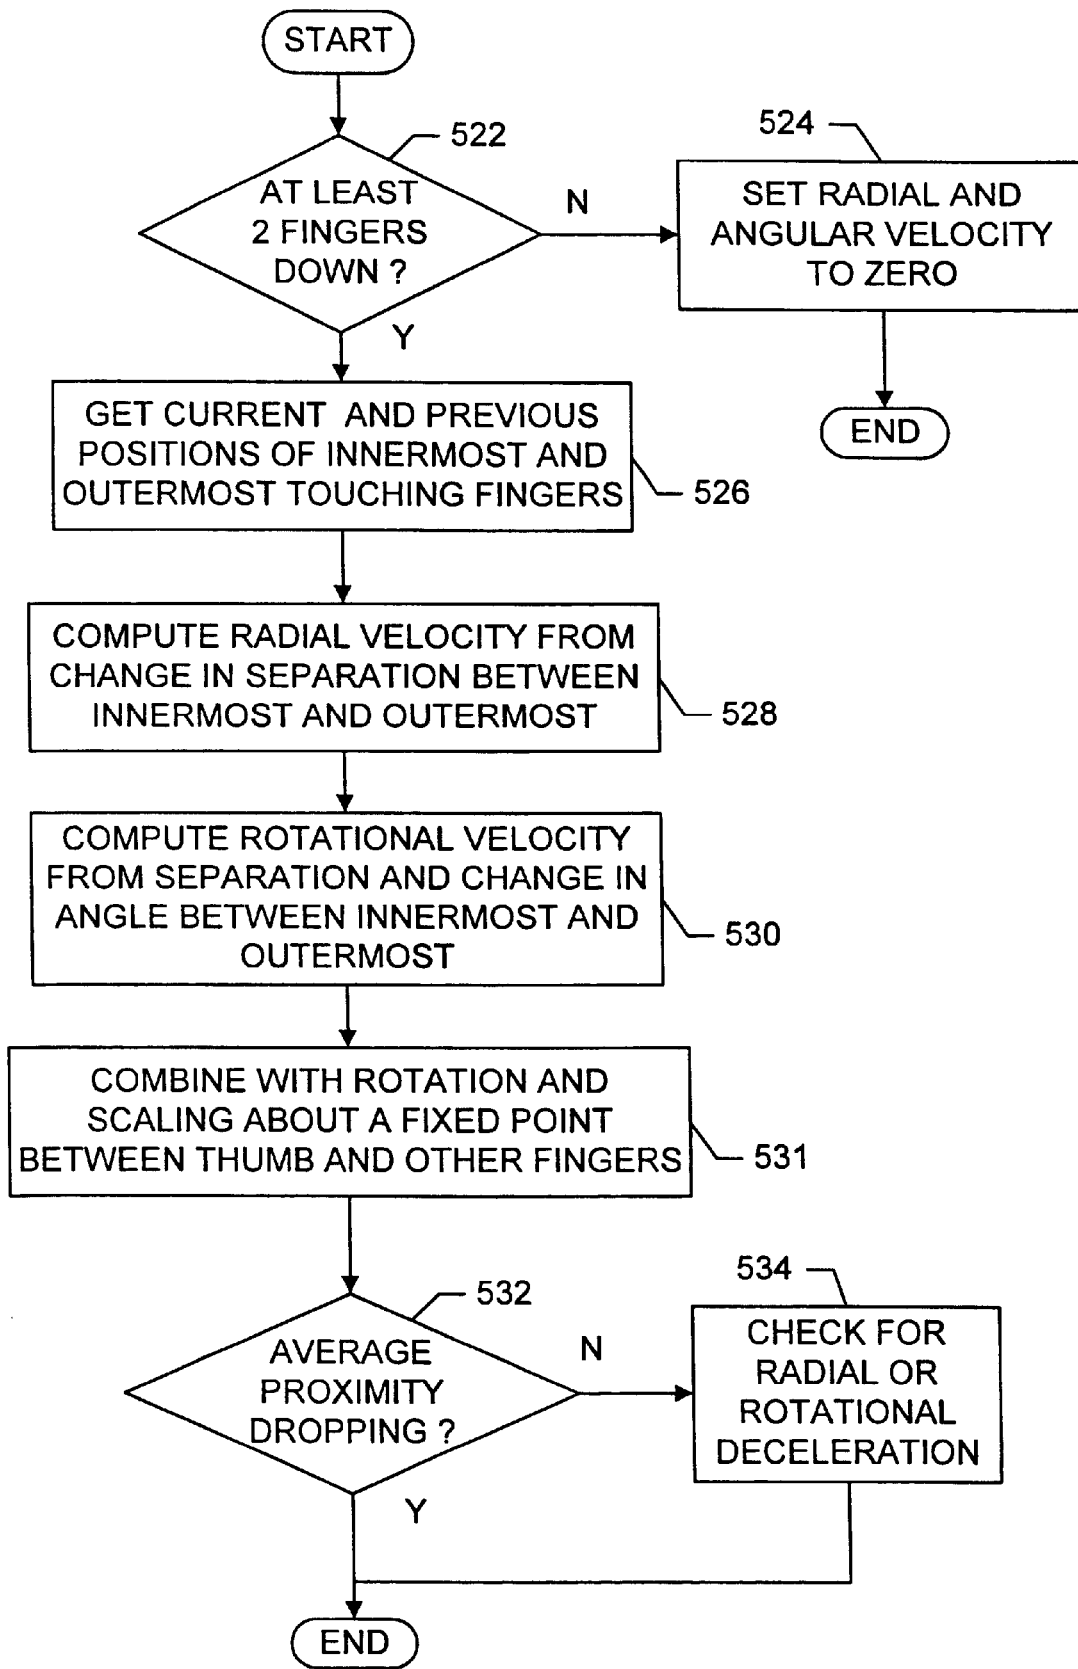 START
522
AT LEAST
2 FINGERS
DOWN ?
N
524
SET RADIAL AND
ANGULAR VELOCITY
TO ZERO
END
Y
GET CURRENT AND PREVIOUS
POSITIONS OF INNERMOST AND
OUTERMOST TOUCHING FINGERS
526
COMPUTE RADIAL VELOCITY FROM
CHANGE IN SEPARATION BETWEEN
INNERMOST AND OUTERMOST
528
COMPUTE ROTATIONAL VELOCITY
FROM SEPARATION AND CHANGE IN
ANGLE BETWEEN INNERMOST AND
OUTERMOST
530
COMBINE WITH ROTATION AND
SCALING ABOUT A FIXED POINT
BETWEEN THUMB AND OTHER FINGERS
531
532
AVERAGE
PROXIMITY
DROPPING ?
N
534
CHECK FOR
RADIAL OR
ROTATIONAL
DECELERATION
Y
END